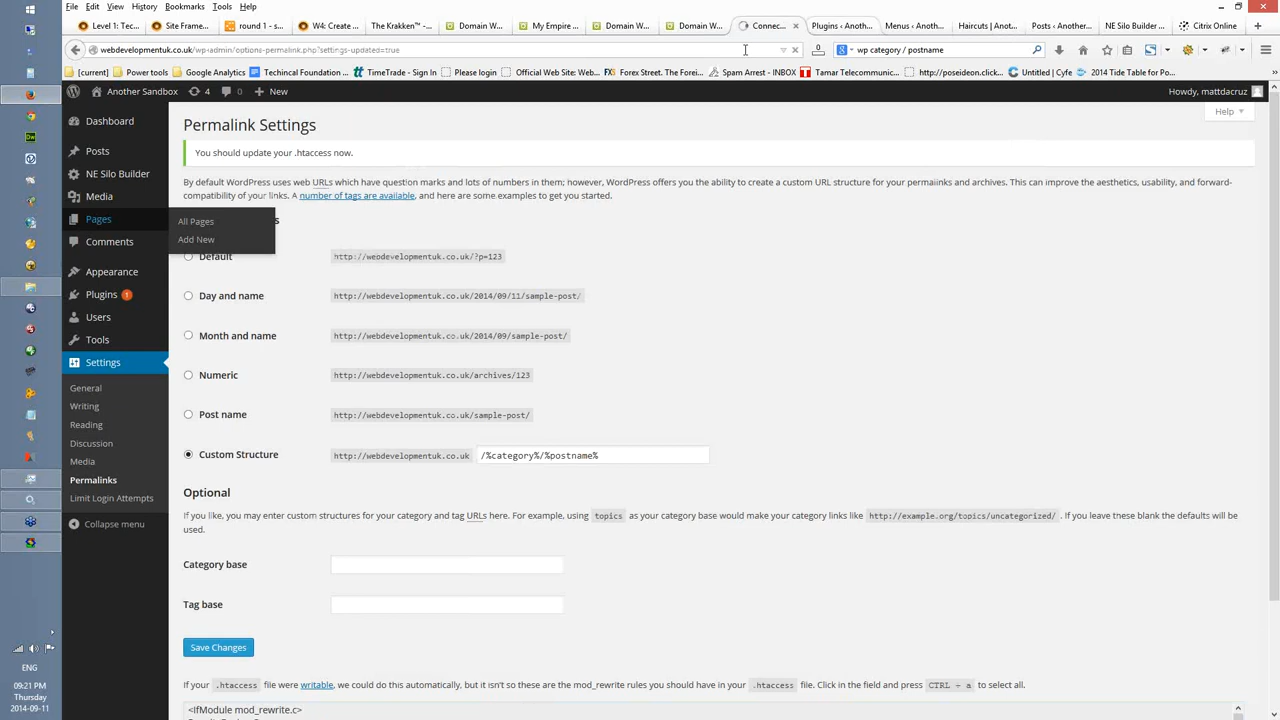 File Edit View History Bookmarks Tools Help
Level 1: Tec... Site Frame... round 1 - s... W4: Create ... The Krakken™ ... Domain W... My Empire ... Domain W... Domain W... Connec... Plugins ‹ Anoth... Menus ‹ Anoth... Haircuts | Anot... Posts ‹ Another... NE Silo Builder ... Citrix Online
webdevelopmentuk.co.uk/wp-admin/options-permalink.php?settings-updated=true
wp category / postname
[current] Power tools Techincal Foundation ... TimeTrade - Sign In Please login Official Web Site: Web... Forex Street. The Forei... Spam Arrest - INBOX Tamar Telecommunic... http://poseidon.click... Untitled | Cyfe 2014 Tide Table for Po...
Another Sandbox 4 0 New
Howdy, mattdacruz
Dashboard
Posts
NE Silo Builder
Media
Pages
Comments
Appearance
Plugins 1
Users
Tools
Settings
General
Writing
Reading
Discussion
Media
Permalinks
Limit Login Attempts
Collapse menu
All Pages
Add New
Help
Permalink Settings
You should update your .htaccess now.
By default WordPress uses web URLs which have question marks and lots of numbers in them; however, WordPress offers you the ability to create a custom URL structure for your permalinks and archives. This can improve the aesthetics, usability, and forward-
compatibility of your links. A number of tags are available, and here are some examples to get you started.
Default http://webdevelopmentuk.co.uk/?p=123
Day and name http://webdevelopmentuk.co.uk/2014/09/11/sample-post/
Month and name http://webdevelopmentuk.co.uk/2014/09/sample-post/
Numeric http://webdevelopmentuk.co.uk/archives/123
Post name http://webdevelopmentuk.co.uk/sample-post/
Custom Structure http://webdevelopmentuk.co.uk /%category%/%postname%
Optional
If you like, you may enter custom structures for your category and tag URLs here. For example, using topics as your category base would make your category links like http://example.org/topics/uncategorized/ . If you leave these blank the defaults will be
used.
Category base
Tag base
Save Changes
If your .htaccess file were writable, we could do this automatically, but it isn't so these are the mod_rewrite rules you should have in your .htaccess file. Click in the field and press CTRL + a to select all.
<IfModule mod_rewrite.c>
ENG
09:21 PM
Thursday
2014-09-11